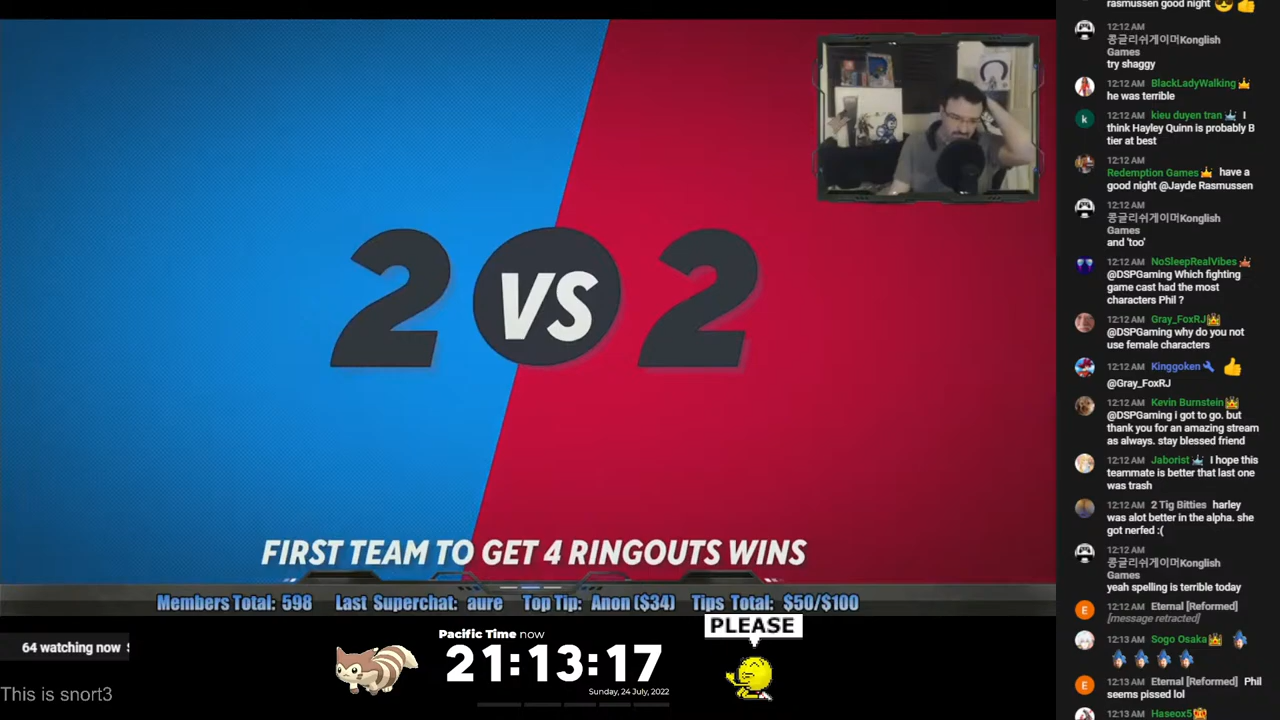 2 VS 2
FIRST TEAM TO GET 4 RINGOUTS WINS
Members Total: 598 Last Superchat: aure Top Tip: Anon ($34) Tips Total: $50/$100
64 watching now
This is snort3
Pacific Time now
21:13:17
Sunday, 24 July, 2022
PLEASE
rasmussen good night
12:12 AM
콩글리쉬게이머Konglish
Games
try shaggy
12:12 AM BlackLadyWalking
he was terrible
12:12 AM kieu duyen tran I
think Hayley Quinn is probably B
tier at best
12:12 AM
Redemption Games have a
good night @Jayde Rasmussen
12:12 AM
콩글리쉬게이머Konglish
Games
and 'too'
12:12 AM NoSleepRealVibes
@DSPGaming Which fighting
game cast had the most
characters Phil ?
12:12 AM Gray_FoxRJ
@DSPGaming why do you not
use female characters
12:12 AM Kinggoken
@Gray_FoxRJ
12:12 AM Kevin Burnstein
@DSPGaming i got to go. but
thank you for an amazing stream
as always. stay blessed friend
12:12 AM Jaborist I hope this
teammate is better that last one
was trash
12:12 AM 2 Tig Bitties harley
was alot better in the alpha. she
got nerfed :(
12:12 AM
콩글리쉬게이머Konglish
Games
yeah spelling is terrible today
12:12 AM Eternal [Reformed]
[message retracted]
12:13 AM Sogo Osaka
12:13 AM Eternal [Reformed] Phil
seems pissed lol
12:13 AM Haseox5